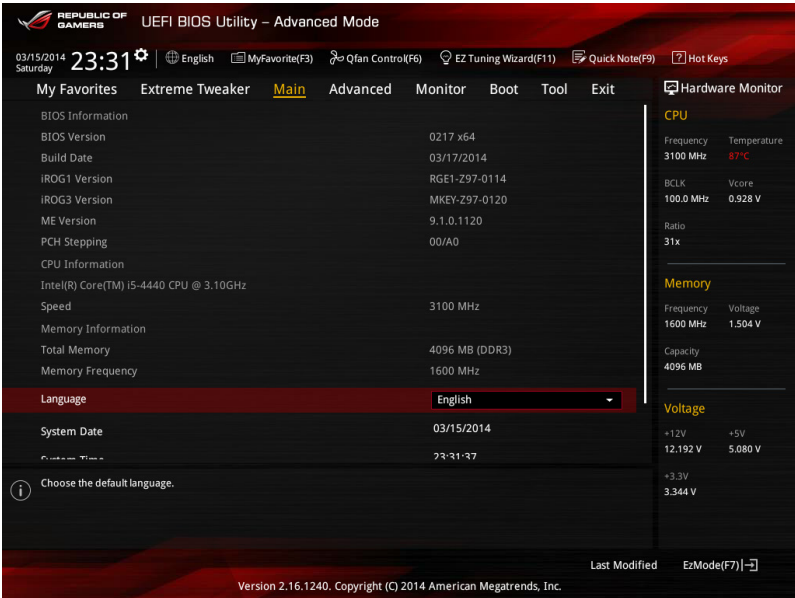 REPUBLIC OF
GAMERS
UEFI BIOS Utility – Advanced Mode
03/15/2014
Saturday
23:31
English
MyFavorite(F3)
Qfan Control(F6)
EZ Tuning Wizard(F11)
Quick Note(F9)
? Hot Keys
My Favorites
Extreme Tweaker
Main
Advanced
Monitor
Boot
Tool
Exit
BIOS Information
BIOS Version 0217 x64
Build Date 03/17/2014
iROG1 Version RGE1-Z97-0114
iROG3 Version MKEY-Z97-0120
ME Version 9.1.0.1120
PCH Stepping 00/A0
CPU Information
Intel(R) Core(TM) i5-4440 CPU @ 3.10GHz
Speed 3100 MHz
Memory Information
Total Memory 4096 MB (DDR3)
Memory Frequency 1600 MHz
Language English
System Date 03/15/2014
System Time 23:31:37
i
Choose the default language.
Hardware Monitor
CPU
Frequency Temperature
3100 MHz 87°C
BCLK Vcore
100.0 MHz 0.928 V
Ratio
31x
Memory
Frequency Voltage
1600 MHz 1.504 V
Capacity
4096 MB
Voltage
+12V +5V
12.192 V 5.080 V
+3.3V
3.344 V
Last Modified
EzMode(F7)
Version 2.16.1240. Copyright (C) 2014 American Megatrends, Inc.